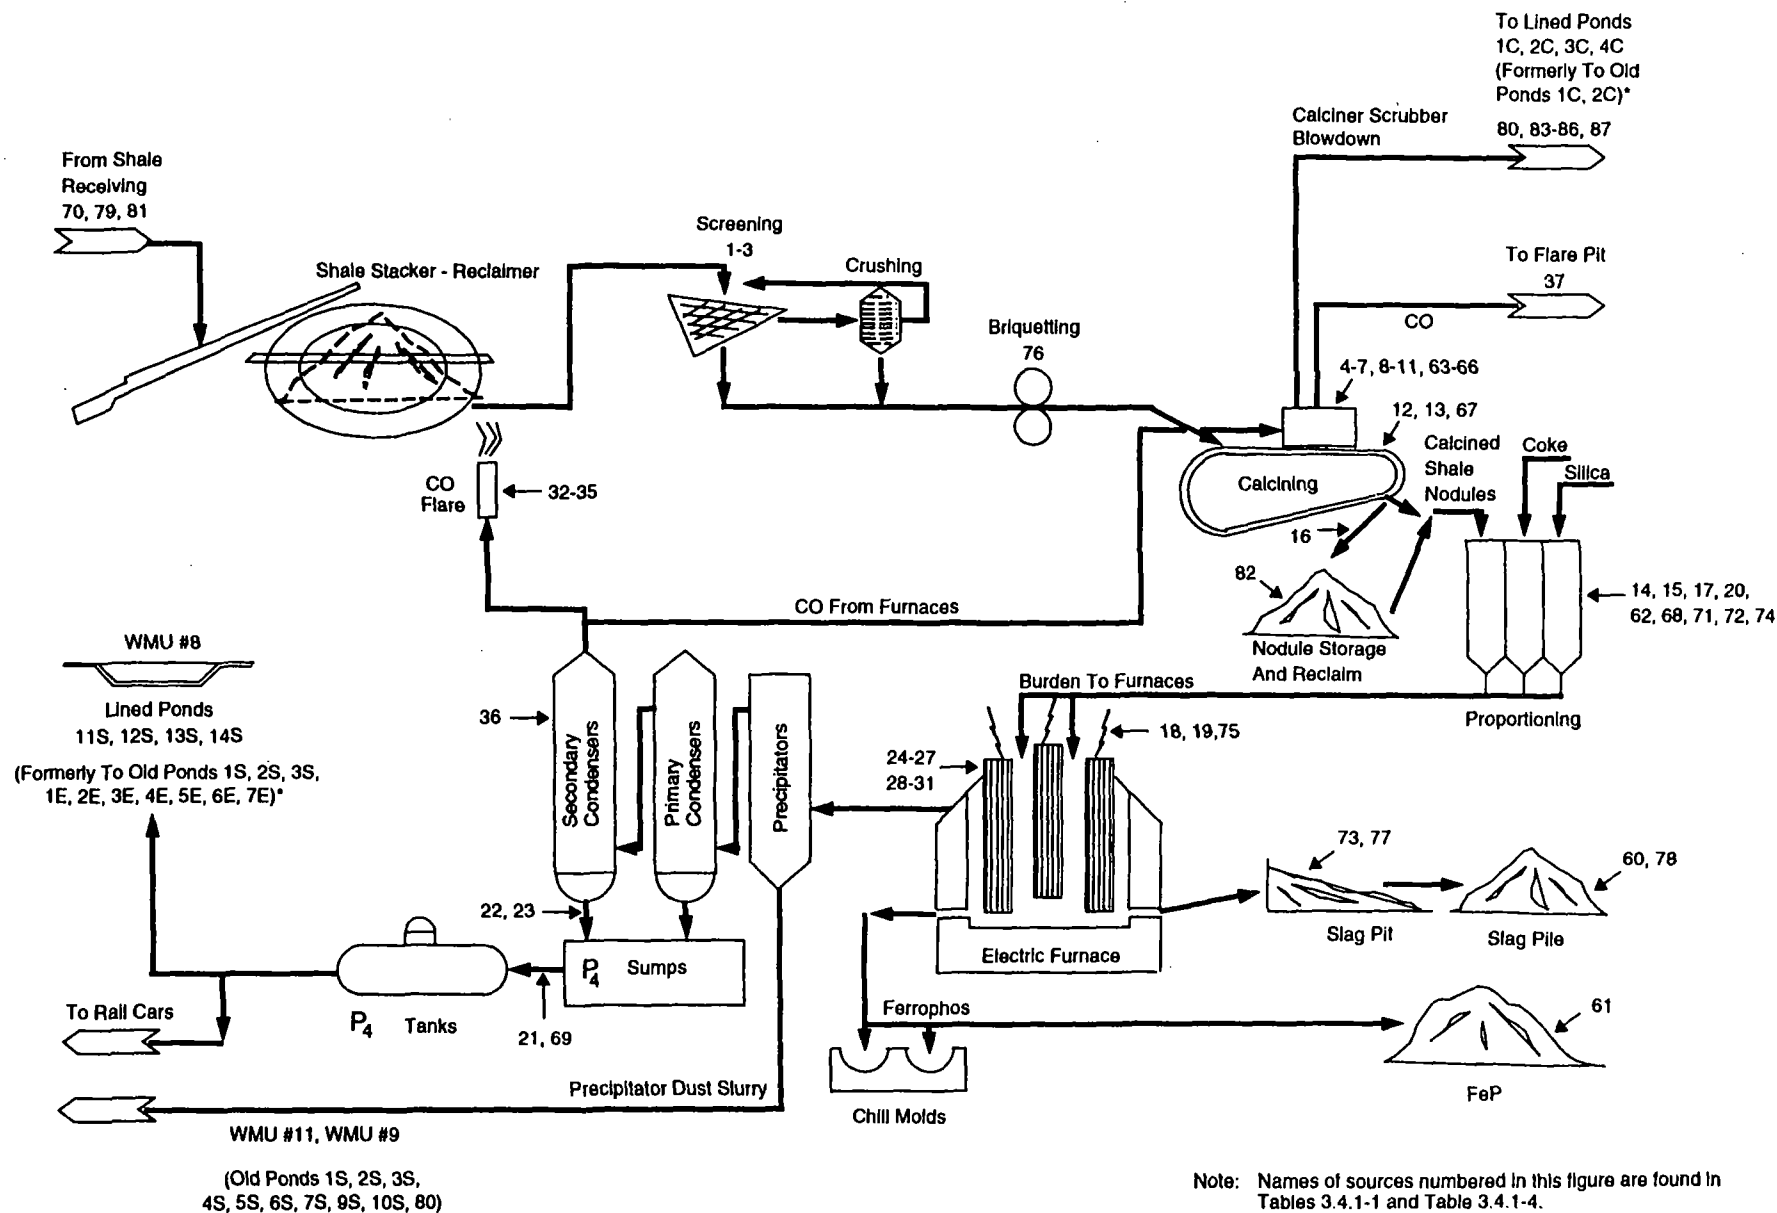 To Lined Ponds
1C, 2C, 3C, 4C
(Formerly To Old
Ponds 1C, 2C)*
80, 83-86, 87
Calciner Scrubber
Blowdown
From Shale
Receiving
70, 79, 81
Shale Stacker - Reclaimer
Screening
1-3
Crushing
Briquetting
76
To Flare Pit
37
CO
4-7, 8-11, 63-66
12, 13, 67
Calcined
Shale
Nodules
Coke
Silica
Calcining
16
82
CO
Flare
32-35
CO From Furnaces
14, 15, 17, 20,
62, 68, 71, 72, 74
Nodule Storage
And Reclaim
Burden To Furnaces
Proportioning
WMU #8
Lined Ponds
11S, 12S, 13S, 14S
(Formerly To Old Ponds 1S, 2S, 3S,
1E, 2E, 3E, 4E, 5E, 6E, 7E)*
36
Secondary
Condensers
Primary
Condensers
Precipitators
24-27
28-31
18, 19,75
73, 77
60, 78
22, 23
Slag Pit
Slag Pile
Electric Furnace
P4 Sumps
To Rail Cars
P4 Tanks
21, 69
Ferrophos
61
FeP
Precipitator Dust Slurry
Chill Molds
WMU #11, WMU #9
(Old Ponds 1S, 2S, 3S,
4S, 5S, 6S, 7S, 9S, 10S, 80)
Note: Names of sources numbered in this figure are found in
Tables 3.4.1-1 and Table 3.4.1-4.